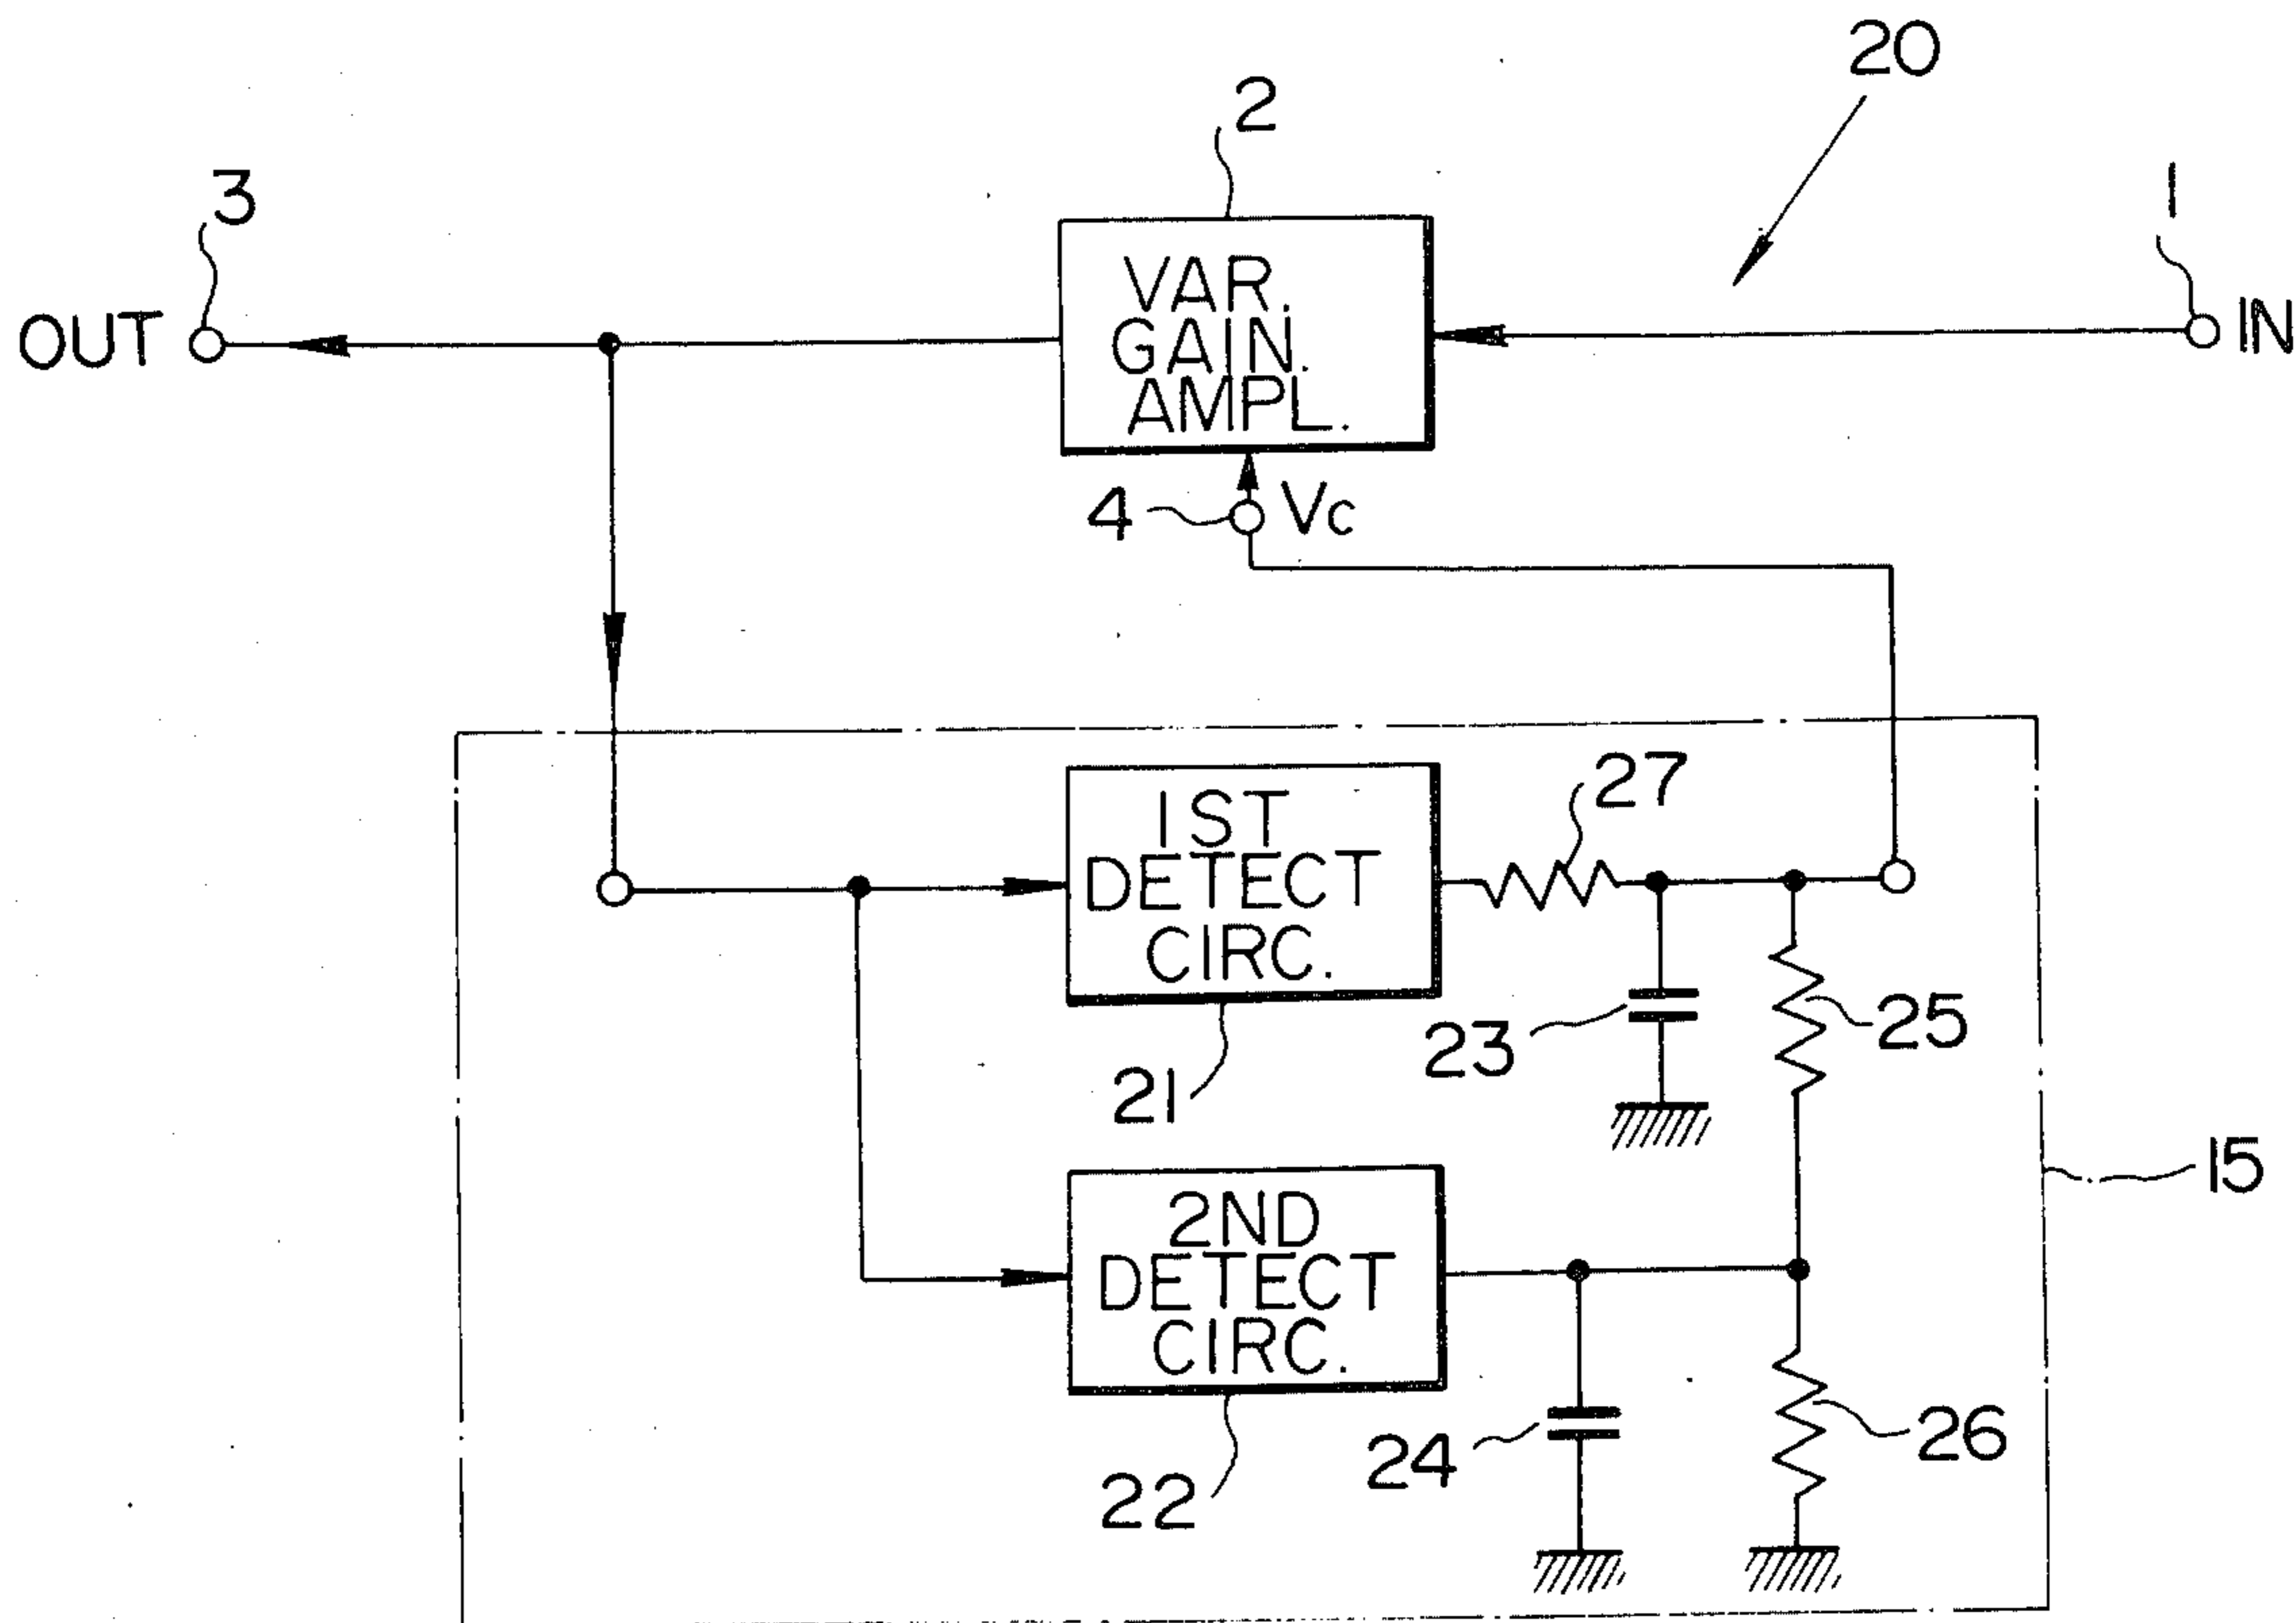 20
2
3
1
VAR.
GAIN.
AMPL.
OUT
IN
4
Vc
27
1ST
DETECT
CIRC.
23
25
21
15
2ND
DETECT
CIRC.
24
26
22